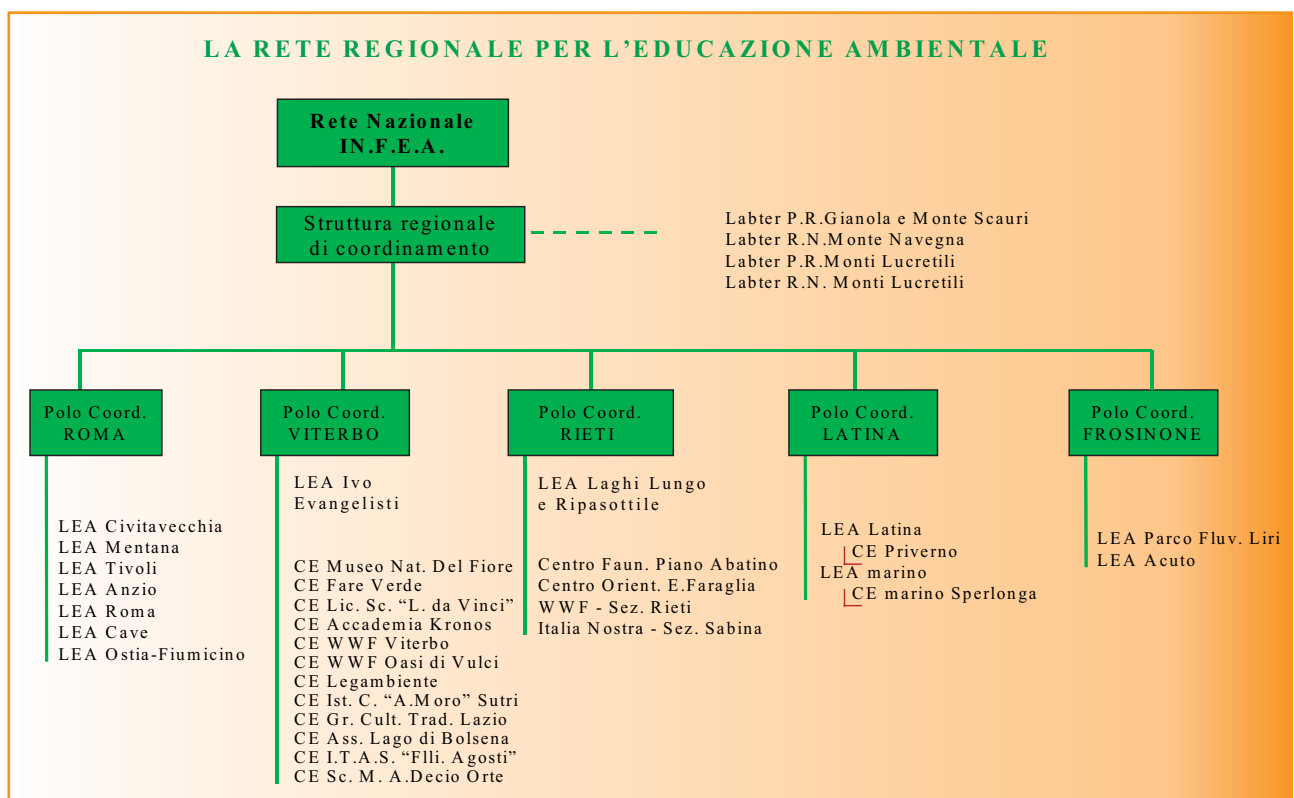 LA RETE REGIONALE PER L'EDUCAZIONE AMBIENTALE
Rete Nazionale
IN.F.E.A.
Struttura regionale
di coordinamento
Labter P.R.Gianola e Monte Scauri
Labter R.N.Monte Navegna
Labter P.R.Monti Lucretili
Labter R.N. Monti Lucretili
Polo Coord.
ROMA
LEA Civitavecchia
LEA Mentana
LEA Tivoli
LEA Anzio
LEA Roma
LEA Cave
LEA Ostia-Fiumicino
Polo Coord.
VITERBO
LEA Ivo
Evangelisti
CE Museo Nat. Del Fiore
CE Fare Verde
CE Lic. Sc. “L. da Vinci”
CE Accademia Kronos
CE WWF Viterbo
CE WWF Oasi di Vulci
CE Legambiente
CE Ist. C. “A.Moro” Sutri
CE Gr. Cult. Trad. Lazio
CE Ass. Lago di Bolsena
CE I.T.A.S. “Flli. Agosti”
CE Sc. M. A.Decio Orte
Polo Coord.
RIETI
LEA Laghi Lungo
e Ripasottile
Centro Faun. Piano Abatino
Centro Orient. E.Faraglia
WWF - Sez. Rieti
Italia Nostra - Sez. Sabina
Polo Coord.
LATINA
LEA Latina
CE Priverno
LEA marino
CE marino Sperlonga
Polo Coord.
FROSINONE
LEA Parco Fluv. Liri
LEA Acuto